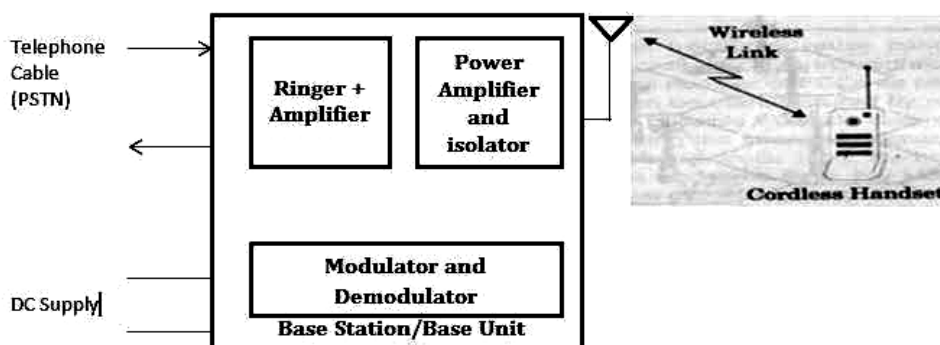 Telephone
Cable
(PSTN)
Ringer +
Amplifier
Power
Amplifier
and
isolator
Wireless
Link
Cordless Handset
DC Supply
Modulator and
Demodulator
Base Station/Base Unit